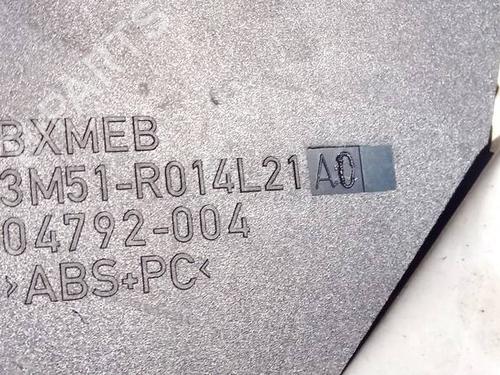 BXMEB
3M51-R014L21 AC
04792-004
>ABS+PC<